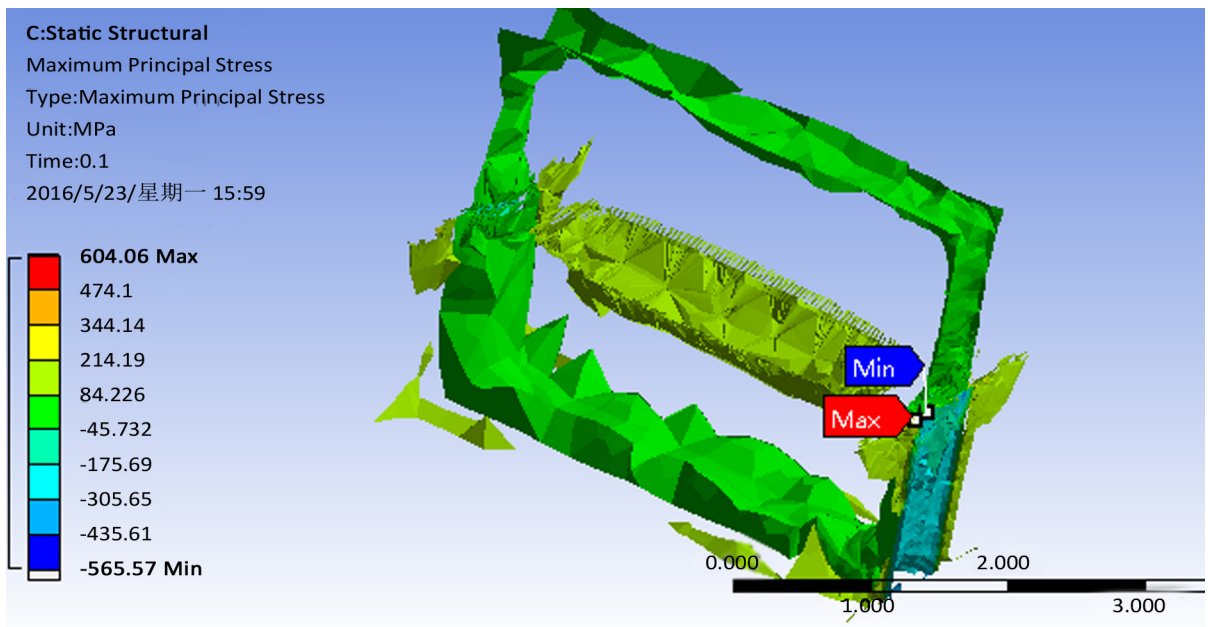 C:Static Structural
Maximum Principal Stress
Type:Maximum Principal Stress
Unit:MPa
Time:0.1
2016/5/23/星期一 15:59
604.06 Max
474.1
344.14
214.19
84.226
-45.732
-175.69
-305.65
-435.61
-565.57 Min
Min
Max
0.000 2.000
1.000 3.000